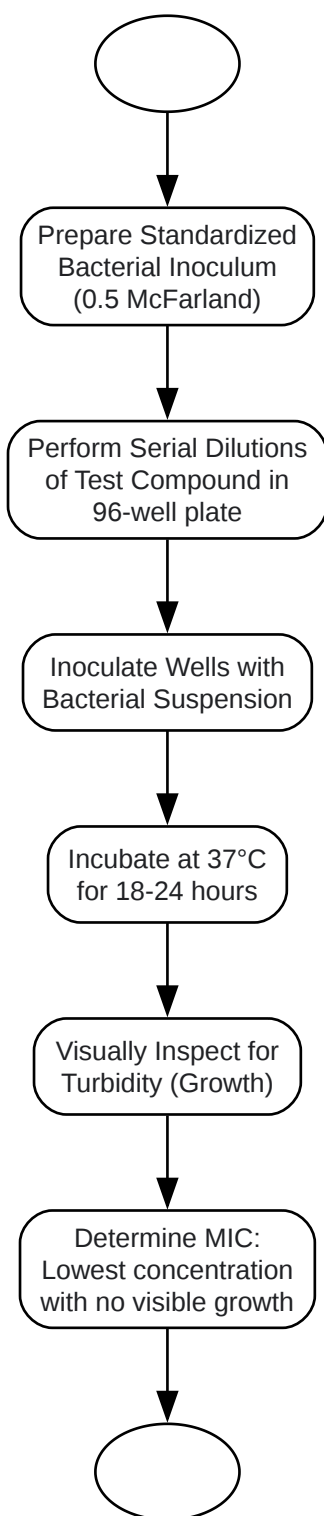 Prepare Standardized
Bacterial Inoculum
(0.5 McFarland)
Perform Serial Dilutions
of Test Compound in
96-well plate
Inoculate Wells with
Bacterial Suspension
Incubate at 37°C
for 18-24 hours
Visually Inspect for
Turbidity (Growth)
Determine MIC:
Lowest concentration
with no visible growth